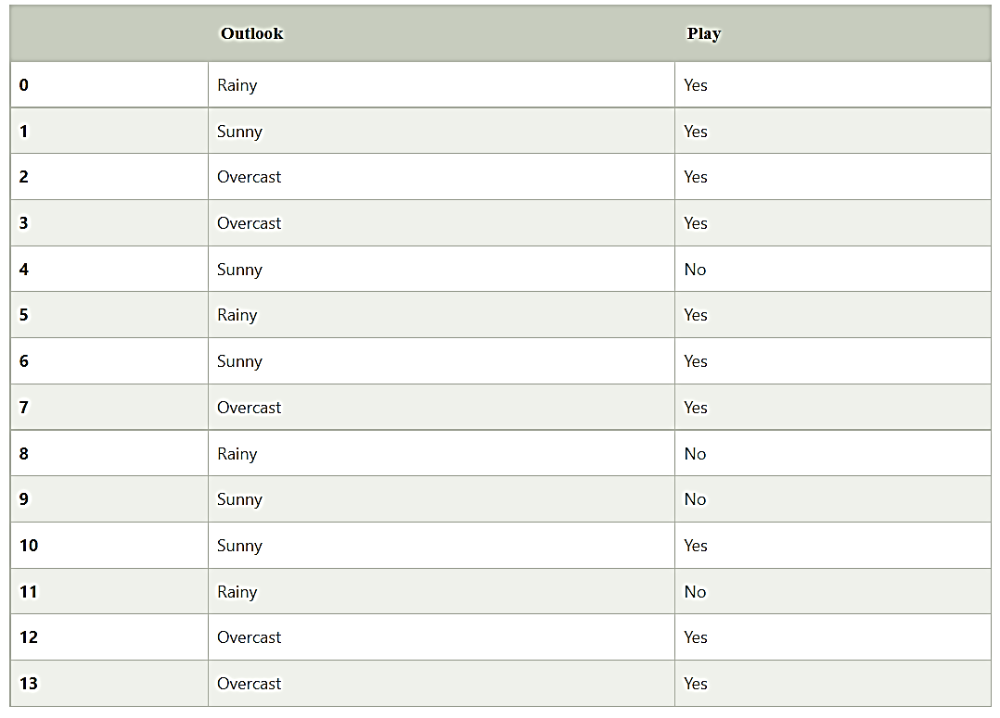 Outlook Play
0 Rainy Yes
1 Sunny Yes
2 Overcast Yes
3 Overcast Yes
4 Sunny No
5 Rainy Yes
6 Sunny Yes
7 Overcast Yes
8 Rainy No
9 Sunny No
10 Sunny Yes
11 Rainy No
12 Overcast Yes
13 Overcast Yes